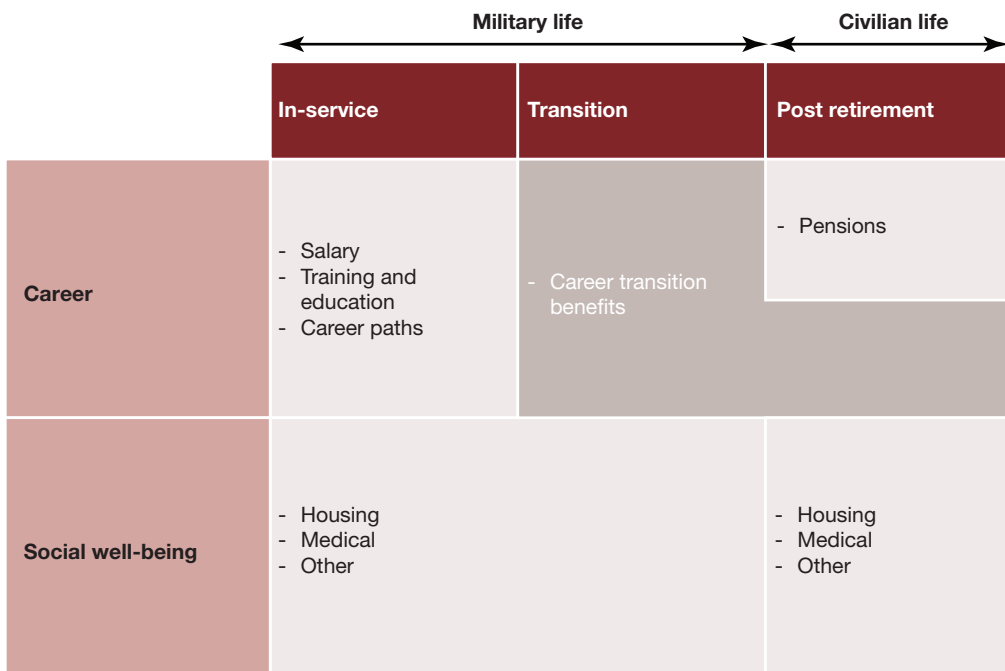 Military life
Civilian life
In-service
Transition
Post retirement
Career
- Salary
- Training and
education
- Career paths
- Career transition
benefits
- Pensions
Social well-being
- Housing
- Medical
- Other
- Housing
- Medical
- Other